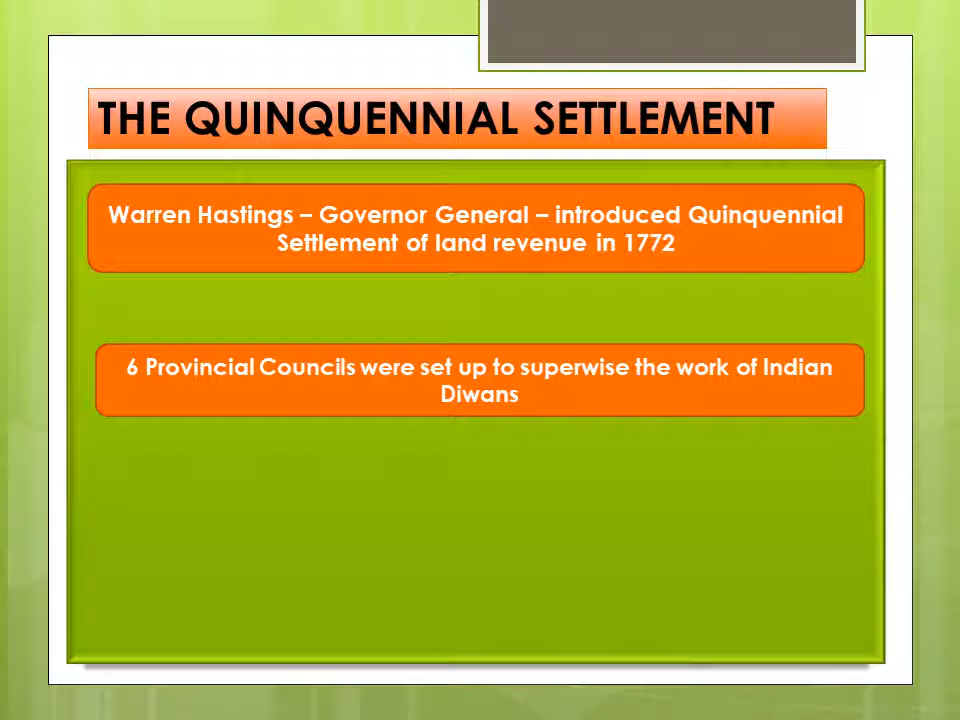 THE QUINQUENNIAL SETTLEMENT
Warren Hastings – Governor General – introduced Quinquennial
Settlement of land revenue in 1772
6 Provincial Councils were set up to superwise the work of Indian
Diwans